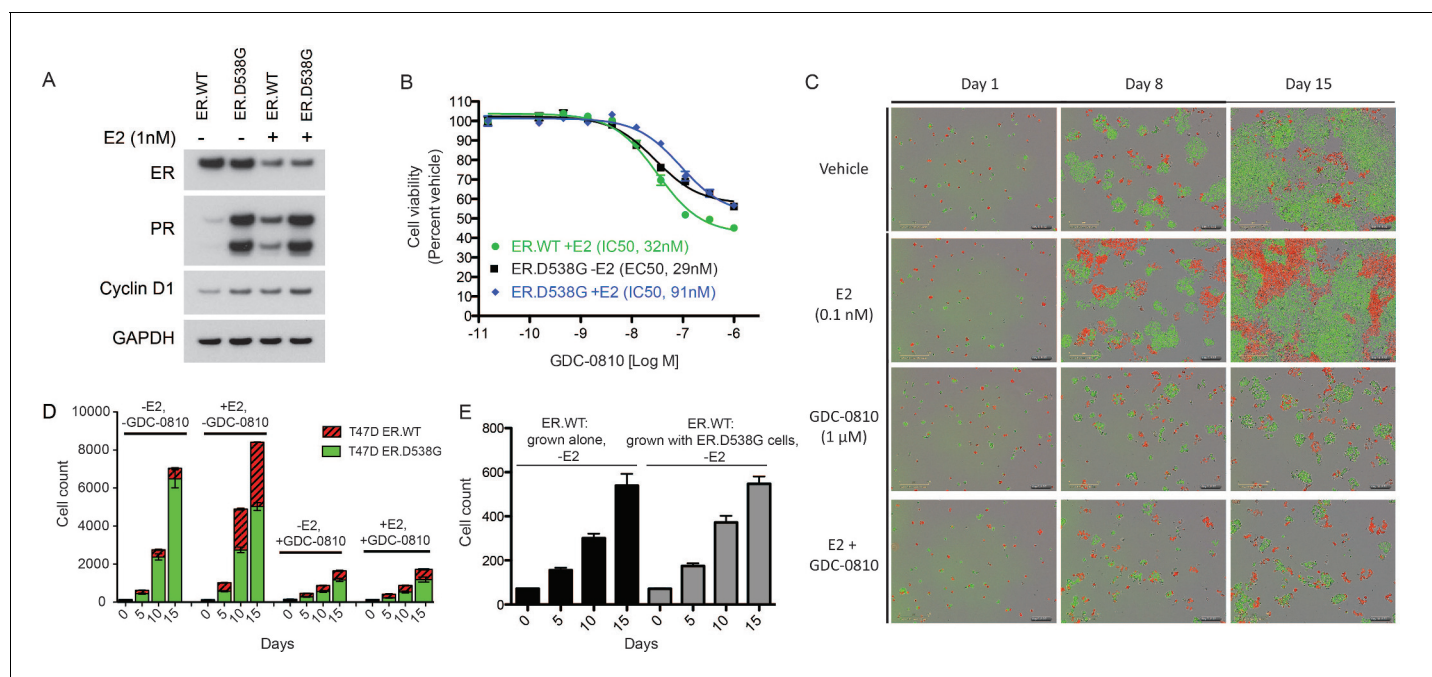 A
ER.WT
ER.D538G
ER.WT
ER.D538G
E2 (1nM)
-
-
+
+
ER
PR
Cyclin D1
GAPDH
B
Cell viability
(Percent vehicle)
110
100
90
80
70
60
50
40
30
20
10
0
ER.WT +E2 (IC50, 32nM)
ER.D538G -E2 (EC50, 29nM)
ER.D538G +E2 (IC50, 91nM)
-11
-10
-9
-8
-7
-6
GDC-0810 [Log M]
C
Day 1
Day 8
Day 15
Vehicle
E2
(0.1 nM)
GDC-0810
(1 µM)
E2 +
GDC-0810
D
Cell count
10000
8000
6000
4000
2000
0
-E2,
-GDC-0810
+E2,
-GDC-0810
-E2,
+GDC-0810
+E2,
+GDC-0810
T47D ER.WT
T47D ER.D538G
0
5
10
15
0
5
10
15
0
5
10
15
0
5
10
15
Days
E
Cell count
800
600
400
200
0
ER.WT:
grown alone,
-E2
ER.WT:
grown with ER.D538G cells,
-E2
0
5
10
15
0
5
10
15
Days